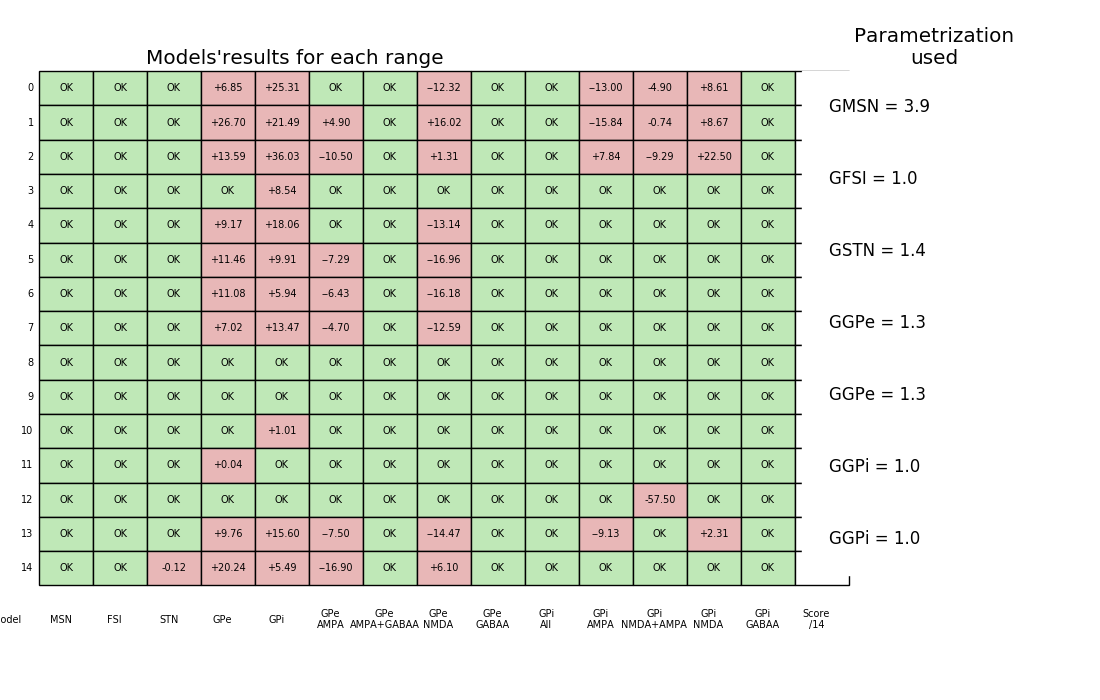 Parametrization
used
Models'results for each range
0 OK OK OK +6.85 +25.31 OK OK −12.32 OK OK −13.00 -4.90 +8.61 OK
1 OK OK OK +26.70 +21.49 +4.90 OK +16.02 OK OK −15.84 -0.74 +8.67 OK
2 OK OK OK +13.59 +36.03 −10.50 OK +1.31 OK OK +7.84 −9.29 +22.50 OK
3 OK OK OK OK +8.54 OK OK OK OK OK OK OK OK OK
4 OK OK OK +9.17 +18.06 OK OK −13.14 OK OK OK OK OK OK
5 OK OK OK +11.46 +9.91 −7.29 OK −16.96 OK OK OK OK OK OK
6 OK OK OK +11.08 +5.94 −6.43 OK −16.18 OK OK OK OK OK OK
7 OK OK OK +7.02 +13.47 −4.70 OK −12.59 OK OK OK OK OK OK
8 OK OK OK OK OK OK OK OK OK OK OK OK OK OK
9 OK OK OK OK OK OK OK OK OK OK OK OK OK OK
10 OK OK OK OK +1.01 OK OK OK OK OK OK OK OK OK
11 OK OK OK +0.04 OK OK OK OK OK OK OK OK OK OK
12 OK OK OK OK OK OK OK OK OK OK OK -57.50 OK OK
13 OK OK OK +9.76 +15.60 −7.50 OK −14.47 OK OK −9.13 OK +2.31 OK
14 OK OK -0.12 +20.24 +5.49 −16.90 OK +6.10 OK OK OK OK OK OK
odel MSN FSI STN GPe GPi GPe AMPA GPe AMPA+GABAA GPe NMDA GPe GABAA GPi All GPi AMPA GPi NMDA+AMPA GPi NMDA GPi GABAA Score /14
GMSN = 3.9
GFSI = 1.0
GSTN = 1.4
GGPe = 1.3
GGPe = 1.3
GGPi = 1.0
GGPi = 1.0